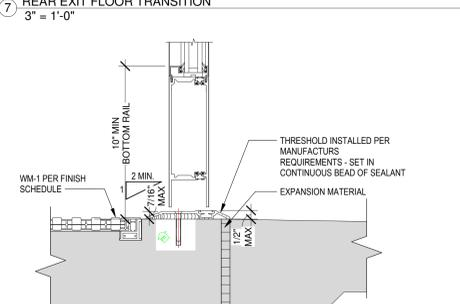 7 REAR EXIT FLOOR TRANSITION
3" = 1'-0"
10" MIN
BOTTOM RAIL
2 MIN.
1
7/16"
MAX
WM-1 PER FINISH
SCHEDULE
THRESHOLD INSTALLED PER
MANUFACTURS
REQUIREMENTS - SET IN
CONTINUOUS BEAD OF SEALANT
EXPANSION MATERIAL
1/2"
MAX